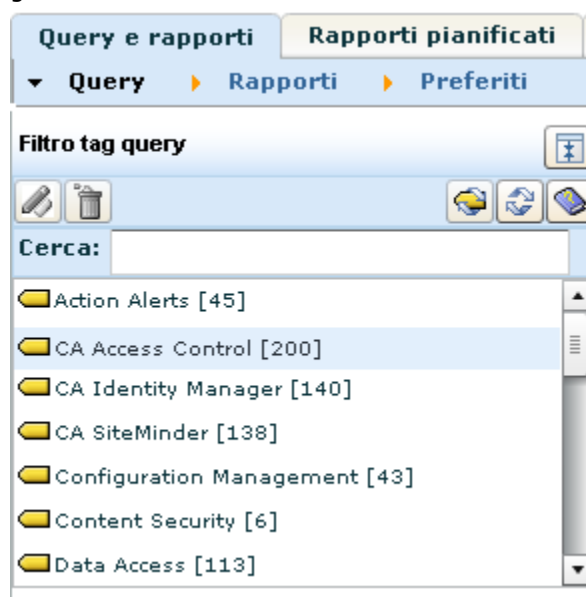 Query e rapporti Rapporti pianificati
Query Rapporti Preferiti
Filtro tag query
Cerca:
Action Alerts [45]
CA Access Control [200]
CA Identity Manager [140]
CA SiteMinder [138]
Configuration Management [43]
Content Security [6]
Data Access [113]